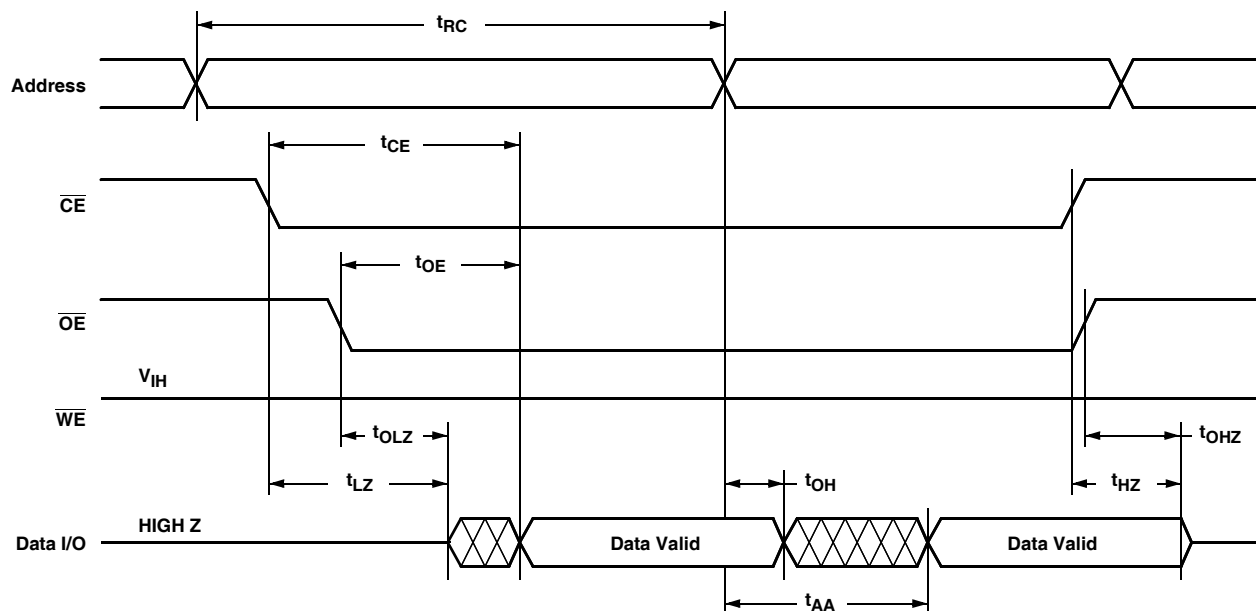 tRC
Address
tCE
CE
tOE
OE
VIH
WE
tOLZ
tOHZ
tLZ
tOH
tHZ
HIGH Z
Data I/O
Data Valid
Data Valid
tAA